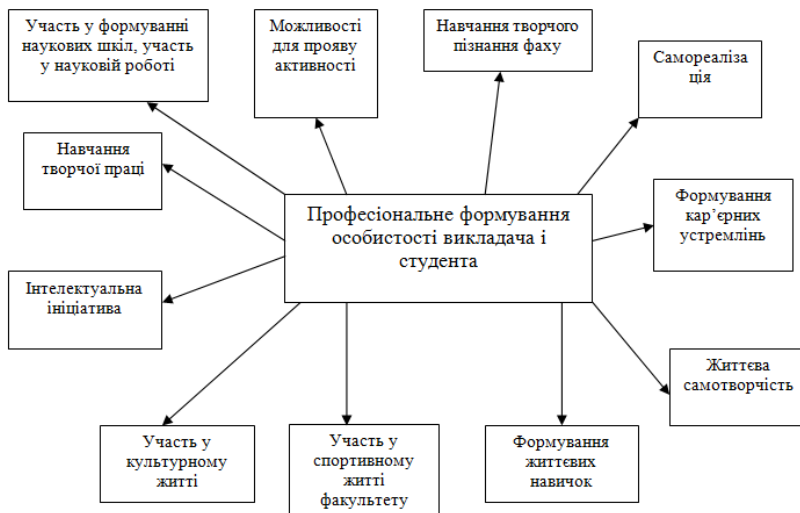 Участь у формуванні
наукових шкіл, участь
у науковій роботі
Можливості
для прояву
активності
Навчання творчого
пізнання фаху
Самореаліза
ція
Навчання
творчої праці
Професіональне формування
особистості викладача і
студента
Формування
кар’єрних
устремлінь
Інтелектуальна
ініціатива
Життєва
самотворчість
Участь у
культурному
житті
Участь у
спортивному
житті
факультету
Формування
життєвих
навичок